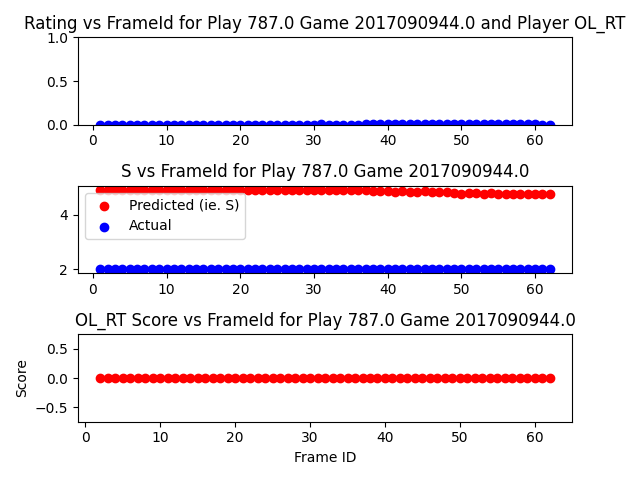 Rating vs FrameId for Play 787.0 Game 2017090944.0 and Player OL_RT
1.0
0.5
0.0
0 10 20 30 40 50 60
S vs FrameId for Play 787.0 Game 2017090944.0
4
2
Predicted (ie. S)
Actual
0 10 20 30 40 50 60
OL_RT Score vs FrameId for Play 787.0 Game 2017090944.0
Score
0.5
0.0
−0.5
0 10 20 30 40 50 60
Frame ID